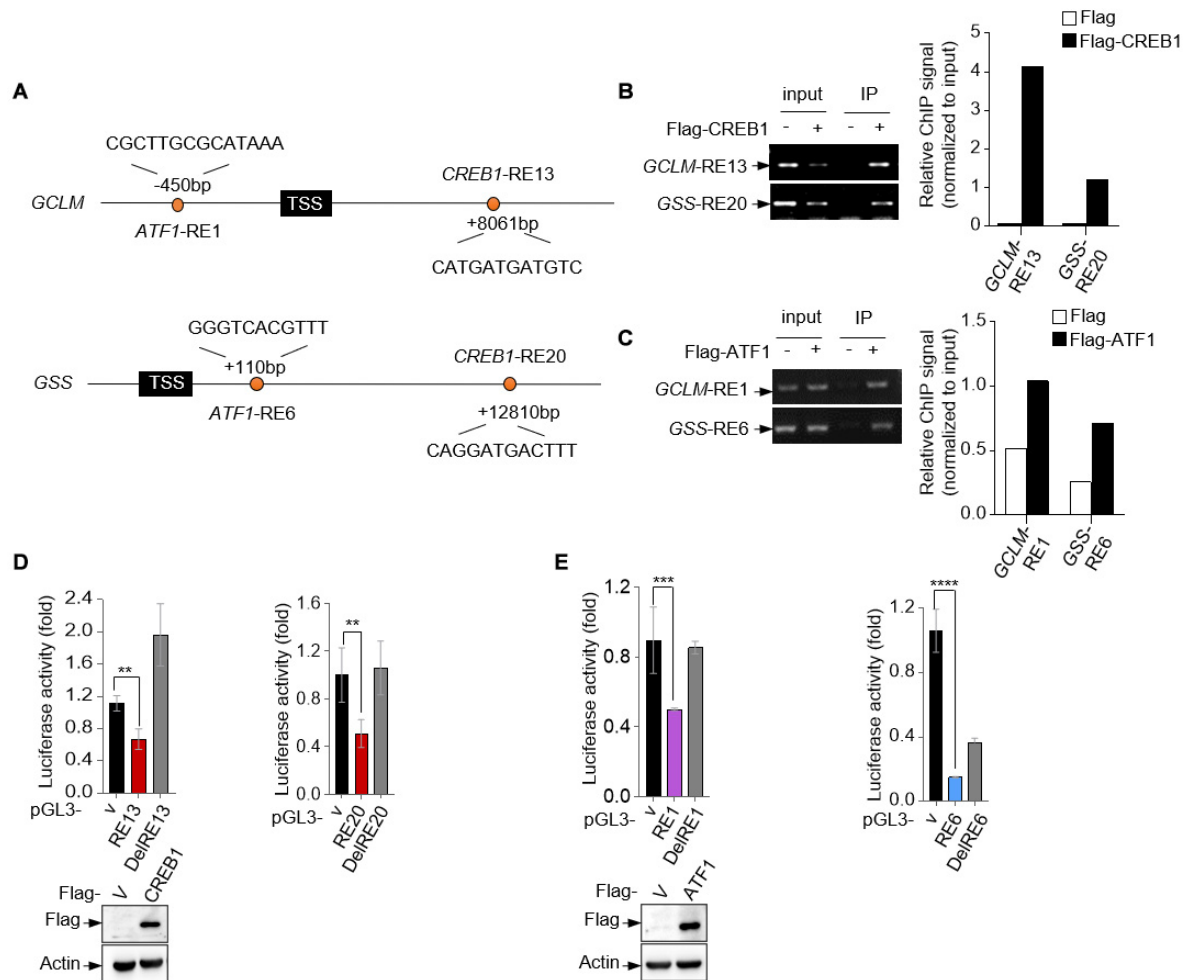 A
CGCTTGCGCATAAA
-450bp
GCLM
TSS
ATF1-RE1
CREB1-RE13
+8061bp
CATGATGATGTC
GGGTCACGTTT
+110bp
GSS
TSS
ATF1-RE6
CREB1-RE20
+12810bp
CAGGATGACTTT
B
input IP
Flag-CREB1 - + - +
GCLM-RE13
GSS-RE20
Flag
Flag-CREB1
Relative ChIP signal
(normalized to input)
5
4
3
2
1
0
GCLM-
RE13
GSS-
RE20
C
input IP
Flag-ATF1 - + - +
GCLM-RE1
GSS-RE6
Flag
Flag-ATF1
Relative ChIP signal
(normalized to input)
1.5
1.0
0.5
0.0
GCLM-
RE1
GSS-
RE6
D
Luciferase activity (fold)
2.4
2.0
1.6
1.2
0.8
0.4
0.0
**
pGL3- v RE13 DelRE13
Luciferase activity (fold)
1.6
1.2
0.8
0.4
0.0
**
pGL3- v RE20 DelRE20
Flag- V CREB1
Flag
Actin
E
Luciferase activity (fold)
1.2
0.8
0.4
0.0
***
pGL3- v RE1 DelRE1
Luciferase activity (fold)
1.2
0.8
0.4
0.0
****
pGL3- v RE6 DelRE6
Flag- V ATF1
Flag
Actin